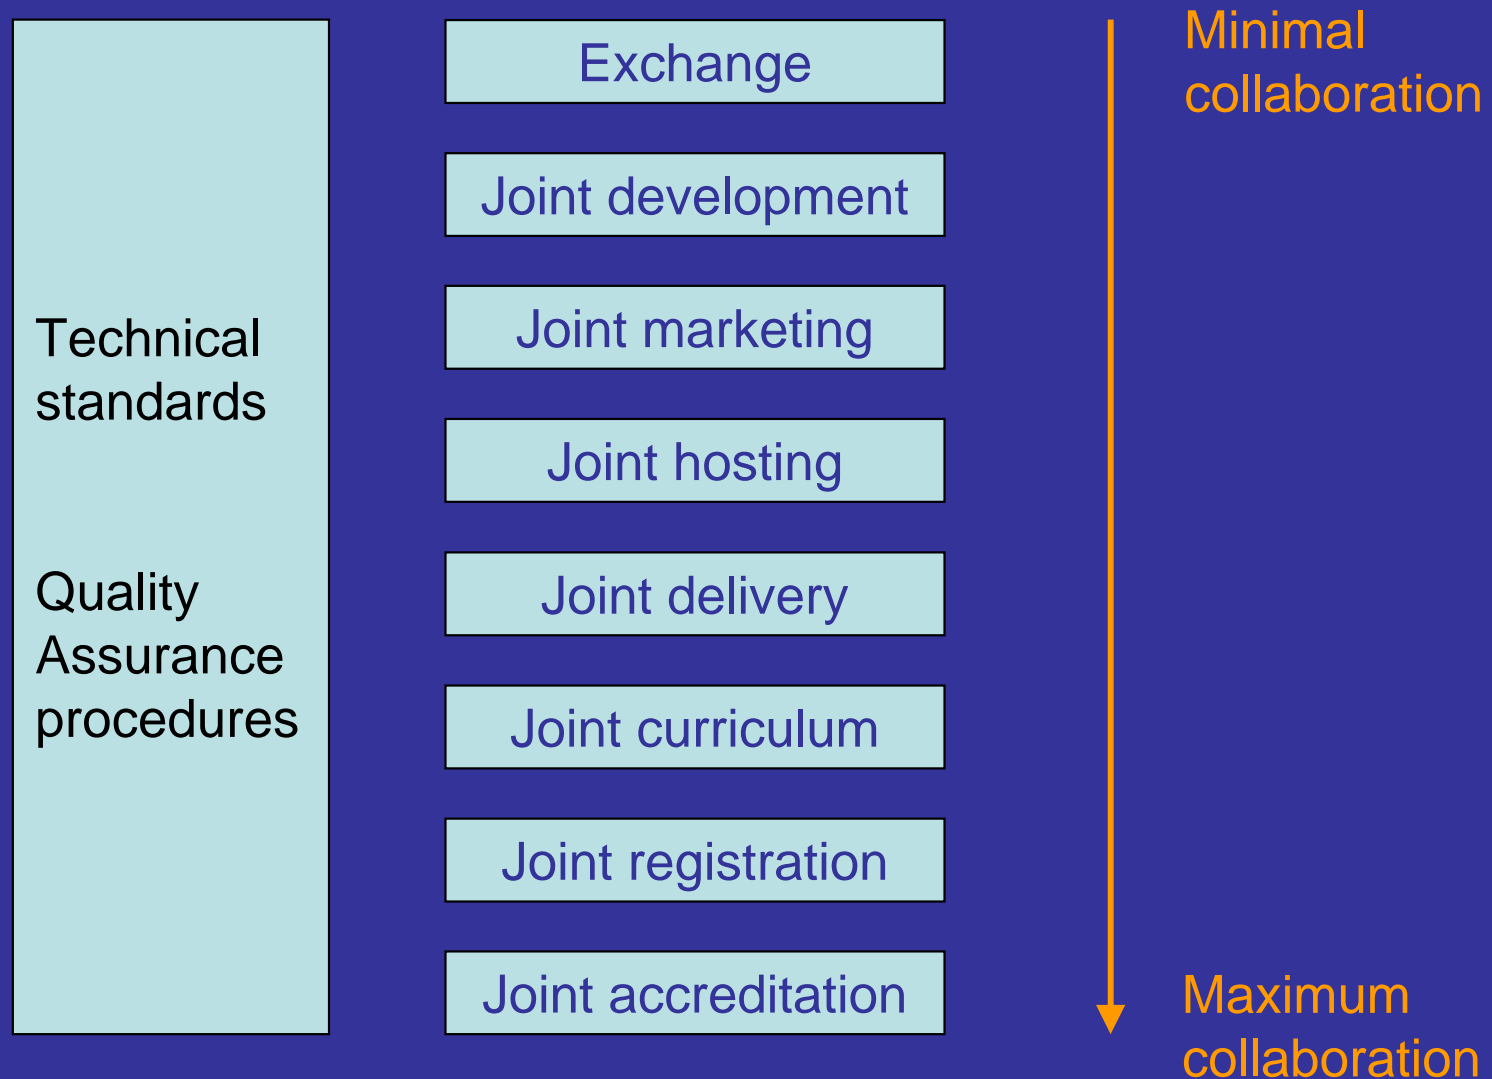 Technical
standards
Quality
Assurance
procedures
Exchange
Joint development
Joint marketing
Joint hosting
Joint delivery
Joint curriculum
Joint registration
Joint accreditation
Minimal
collaboration
Maximum
collaboration